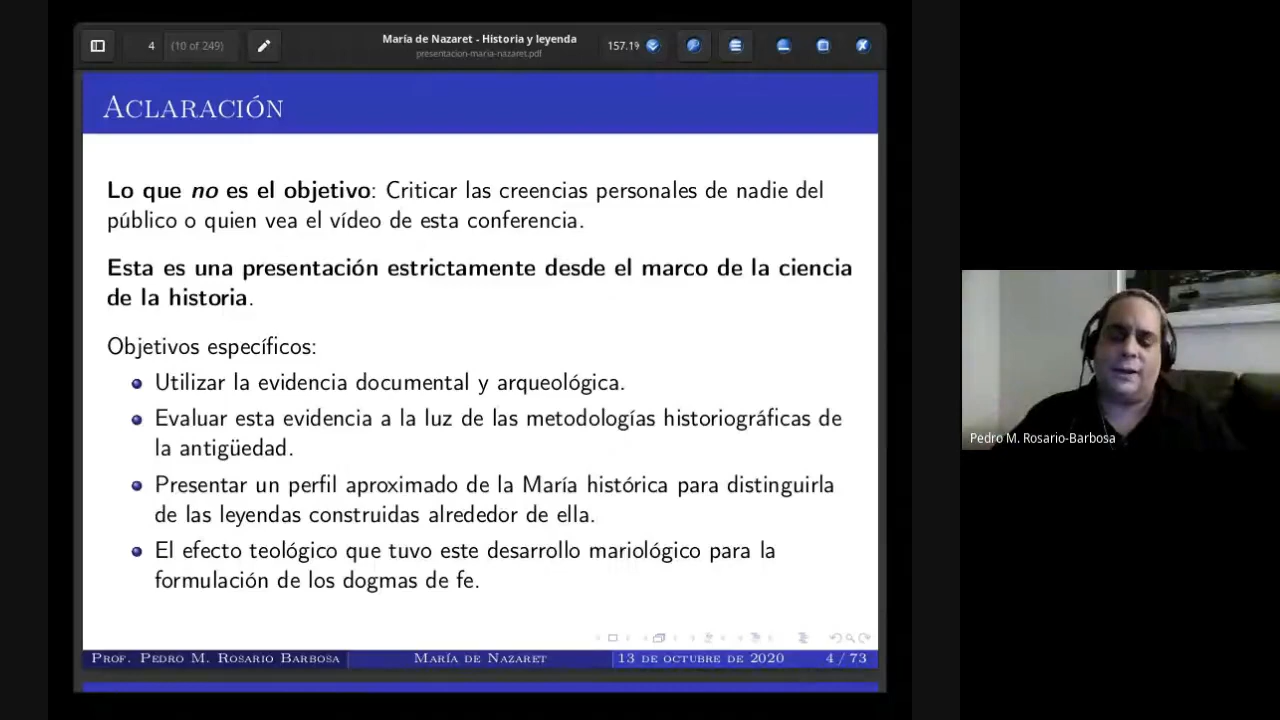 María de Nazaret - Historia y leyenda
presentacion-maria-nazaret.pdf
4 (10 of 249)
157.19
ACLARACIÓN
Lo que no es el objetivo: Criticar las creencias personales de nadie del
público o quien vea el vídeo de esta conferencia.
Esta es una presentación estrictamente desde el marco de la ciencia
de la historia.
Objetivos específicos:
Utilizar la evidencia documental y arqueológica.
Evaluar esta evidencia a la luz de las metodologías historiográficas de
la antigüedad.
Presentar un perfil aproximado de la María histórica para distinguirla
de las leyendas construidas alrededor de ella.
El efecto teológico que tuvo este desarrollo mariológico para la
formulación de los dogmas de fe.
PROF. PEDRO M. ROSARIO BARBOSA MARÍA DE NAZARET 13 DE OCTUBRE DE 2020 4 / 73
Pedro M. Rosario-Barbosa